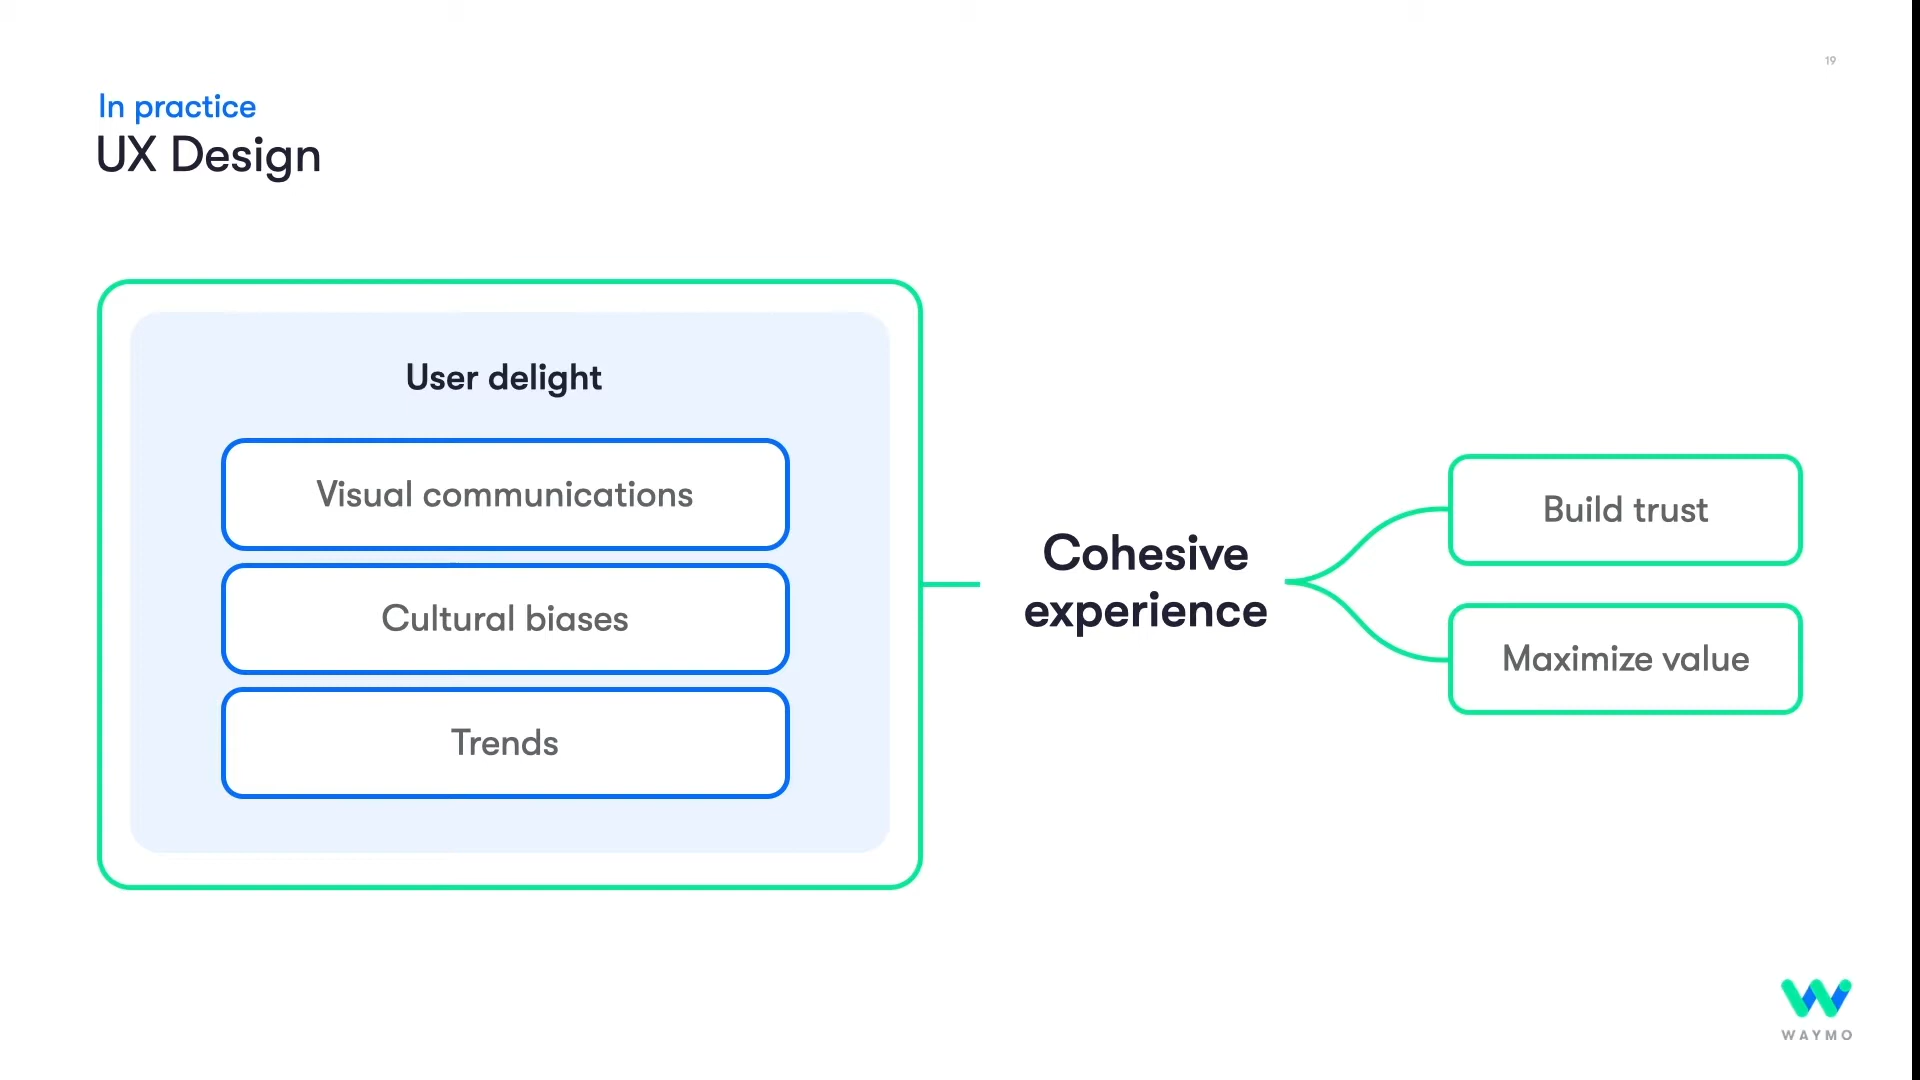 19
In practice
UX Design
User delight
Visual communications
Cultural biases
Trends
Cohesive
experience
Build trust
Maximize value
WAYMO